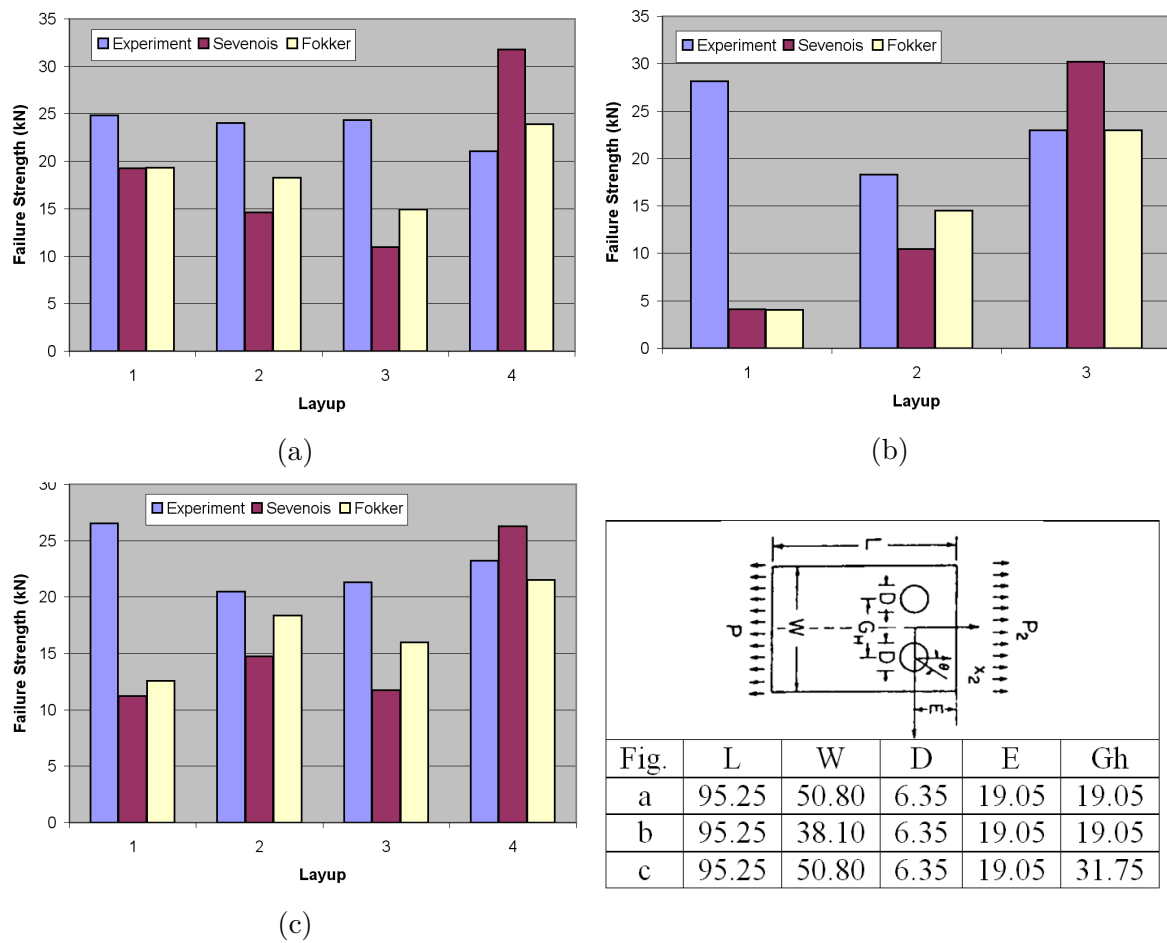 35
30
25
20
15
10
5
0
Failure Strength (kN)
Experiment Sevenois Fokker
1 2 3 4
Layup
(a)
35
30
25
20
15
10
5
0
Failure Strength (kN)
Experiment Sevenois Fokker
1 2 3
Layup
(b)
30
25
20
15
10
5
0
Failure Strength (kN)
Experiment Sevenois Fokker
1 2 3 4
Layup
(c)
L
D
P
W
G_H
D
θ
P₂
x₂
E
Fig. L W D E Gh
a 95.25 50.80 6.35 19.05 19.05
b 95.25 38.10 6.35 19.05 19.05
c 95.25 50.80 6.35 19.05 31.75